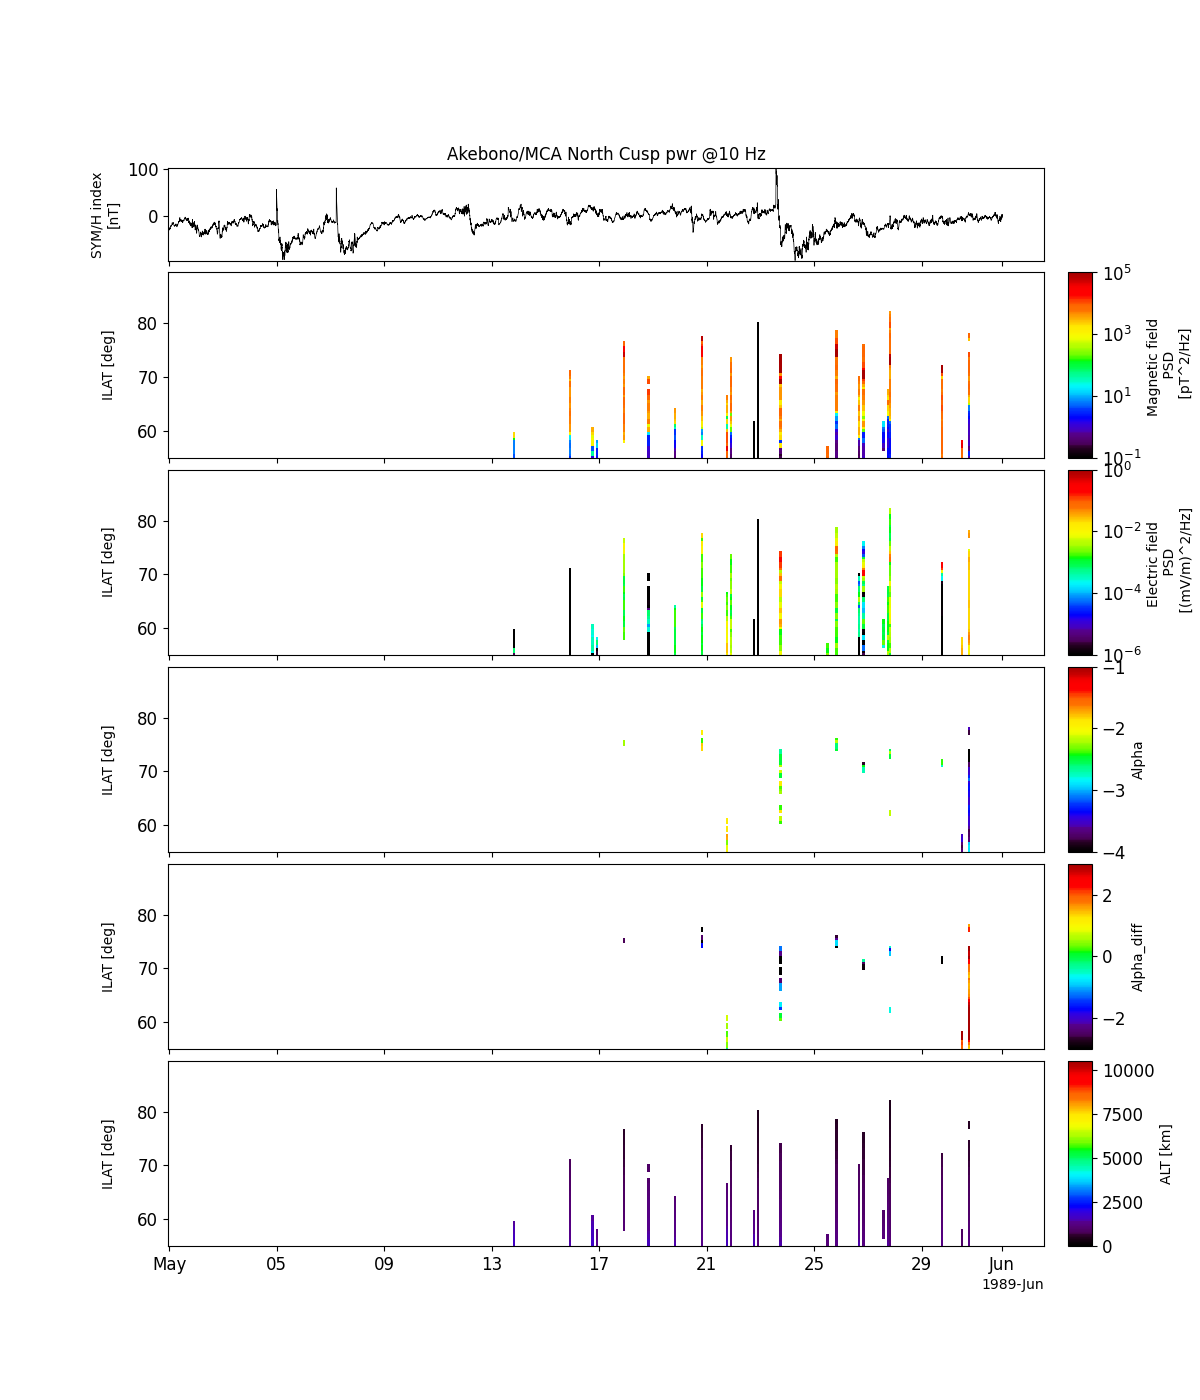 Akebono/MCA North Cusp pwr @10 Hz
100
0
SYM/H index
[nT]
80
70
60
ILAT [deg]
10^5
10^3
10^1
10^-1
Magnetic field
PSD
[pT^2/Hz]
80
70
60
ILAT [deg]
10^0
10^-2
10^-4
10^-6
Electric field
PSD
[(mV/m)^2/Hz]
80
70
60
ILAT [deg]
−1
−2
−3
−4
Alpha
80
70
60
ILAT [deg]
2
0
−2
Alpha_diff
80
70
60
ILAT [deg]
10000
7500
5000
2500
0
ALT [km]
May 05 09 13 17 21 25 29 Jun
1989-Jun